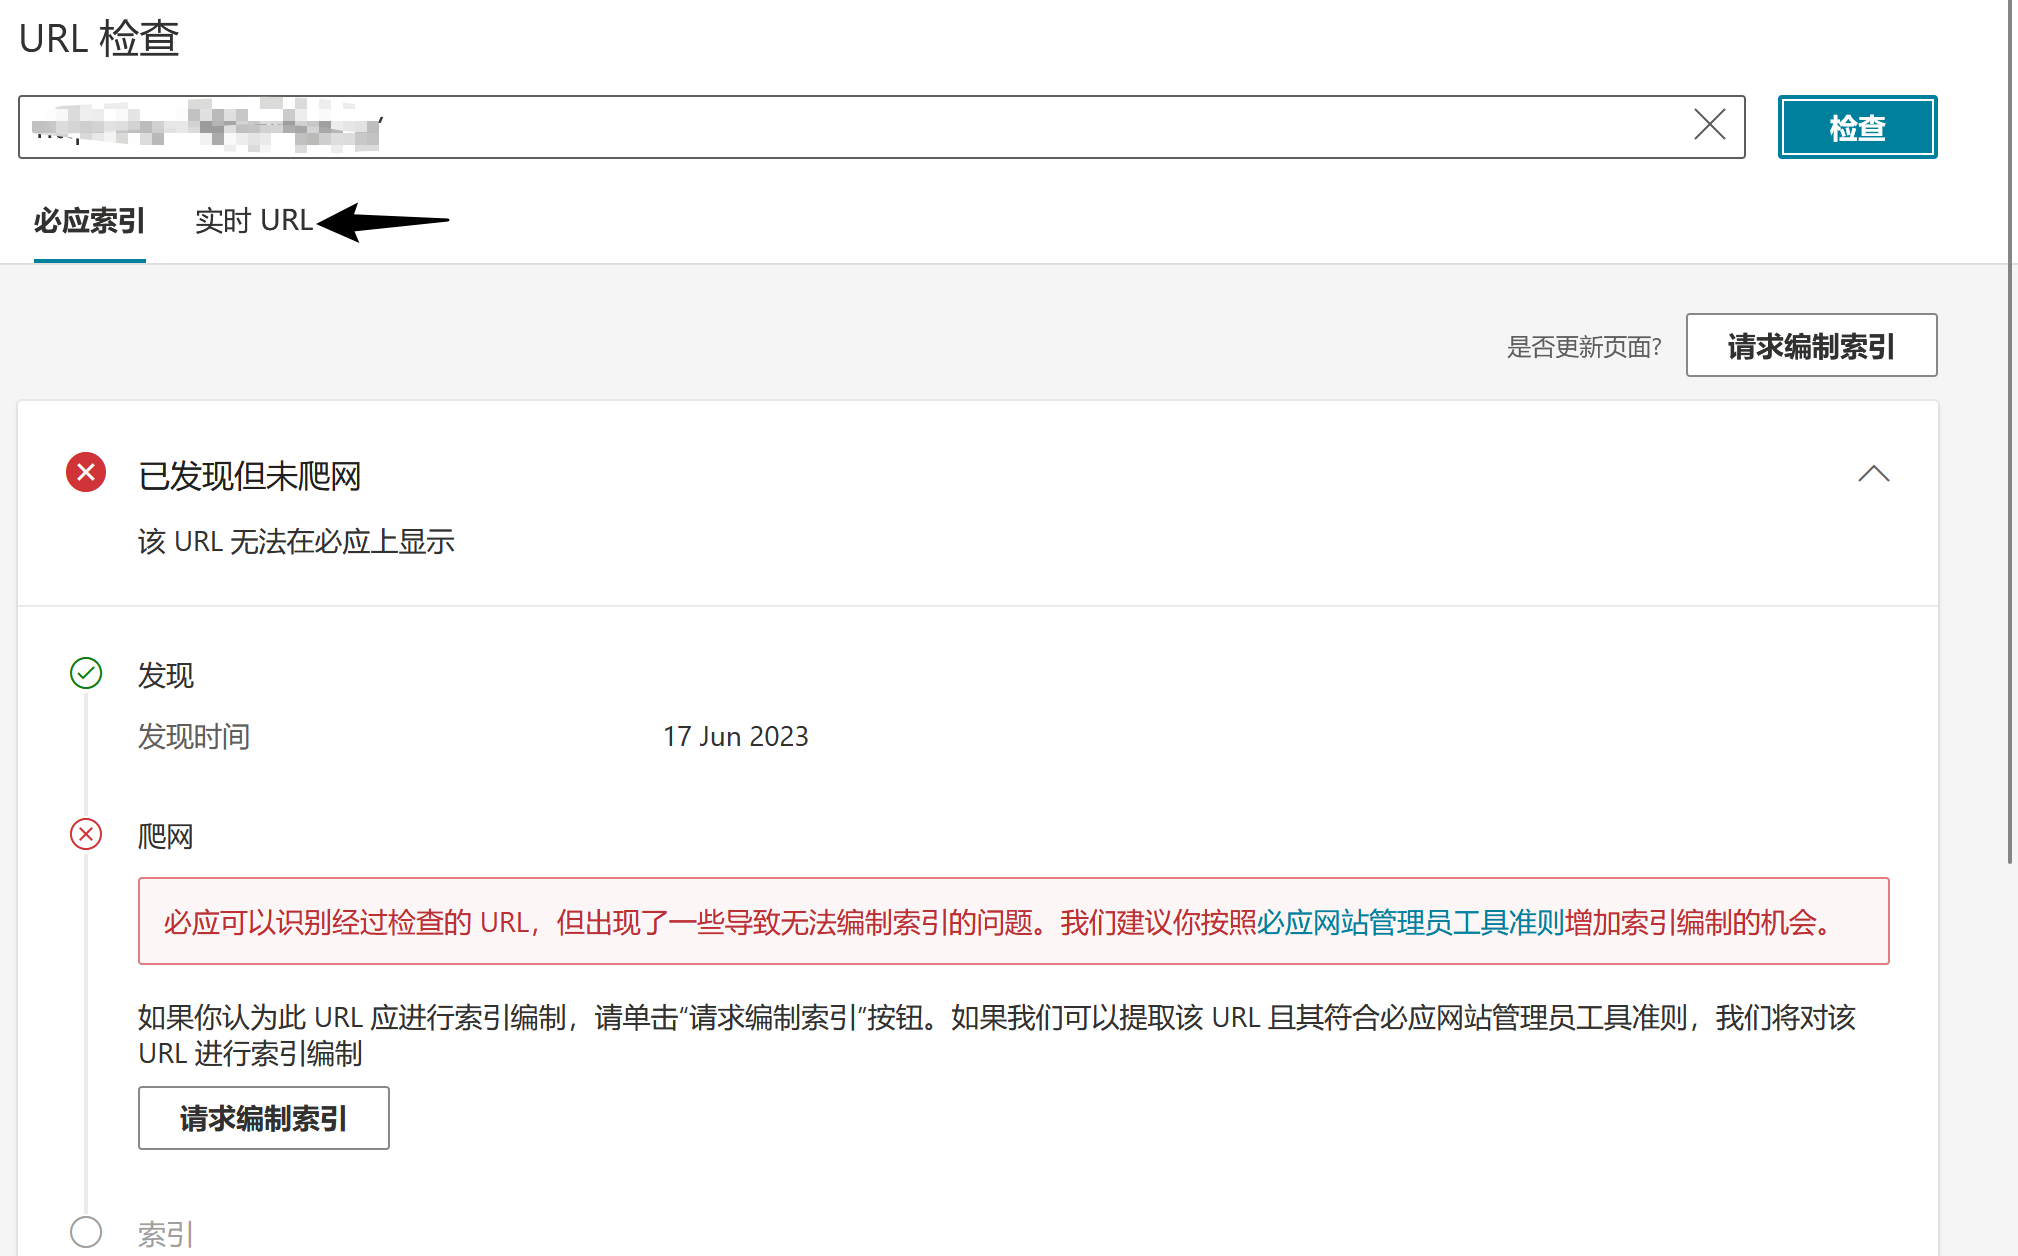 URL 检查
检查
必应索引
实时 URL
是否更新页面?
请求编制索引
已发现但未爬网
该 URL 无法在必应上显示
发现
发现时间
17 Jun 2023
爬网
必应可以识别经过检查的 URL，但出现了一些导致无法编制索引的问题。我们建议你按照必应网站管理员工具准则增加索引编制的机会。
如果你认为此 URL 应进行索引编制，请单击“请求编制索引”按钮。如果我们可以提取该 URL 且其符合必应网站管理员工具准则，我们将对该
URL 进行索引编制
请求编制索引
索引